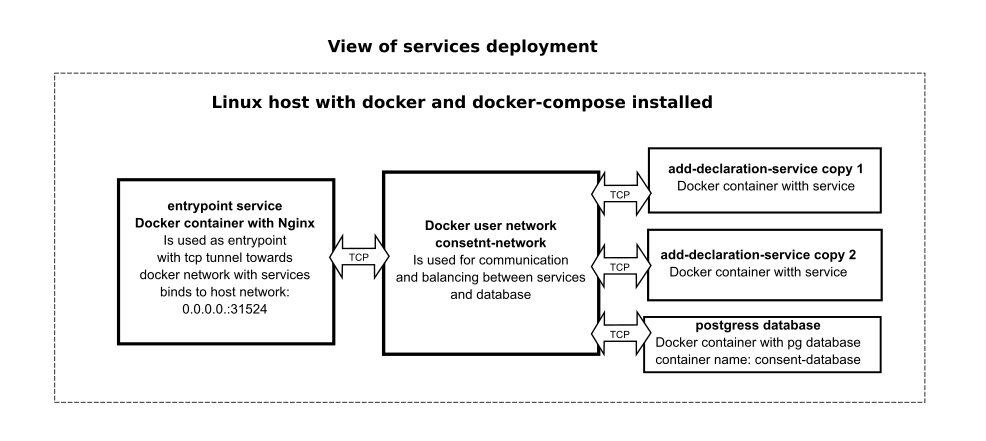 View of services deployment
Linux host with docker and docker-compose installed
entrypoint service
Docker container with Nginx
Is used as entrypoint
with tcp tunnel towards
docker network with services
binds to host network:
0.0.0.0.:31524
TCP
Docker user network
consetnt-network
Is used for communication
and balancing between services
and database
TCP
add-declaration-service copy 1
Docker container witth service
TCP
add-declaration-service copy 2
Docker container witth service
TCP
postgress database
Docker container with pg database
container name: consent-database